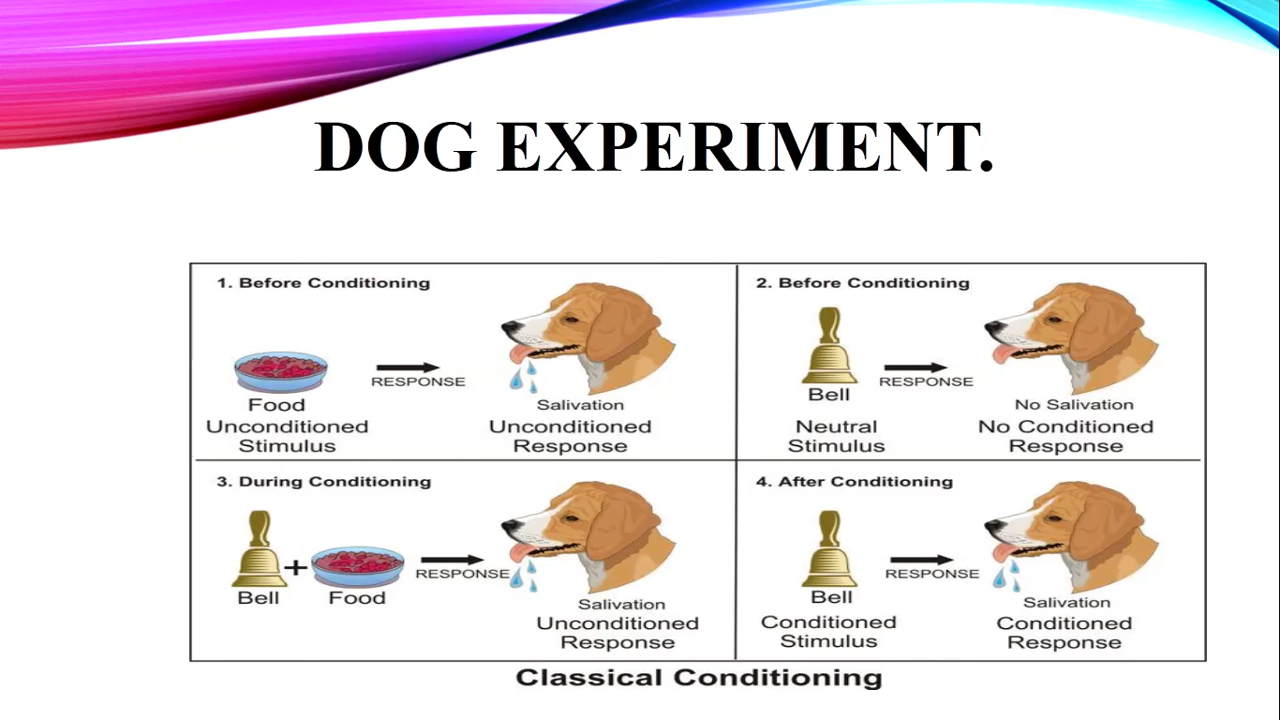 DOG EXPERIMENT.
1. Before Conditioning
RESPONSE
Food
Unconditioned
Stimulus
Salivation
Unconditioned
Response
2. Before Conditioning
RESPONSE
Bell
Neutral
Stimulus
No Salivation
No Conditioned
Response
3. During Conditioning
+
RESPONSE
Bell
Food
Salivation
Unconditioned
Response
4. After Conditioning
RESPONSE
Bell
Conditioned
Stimulus
Salivation
Conditioned
Response
Classical Conditioning